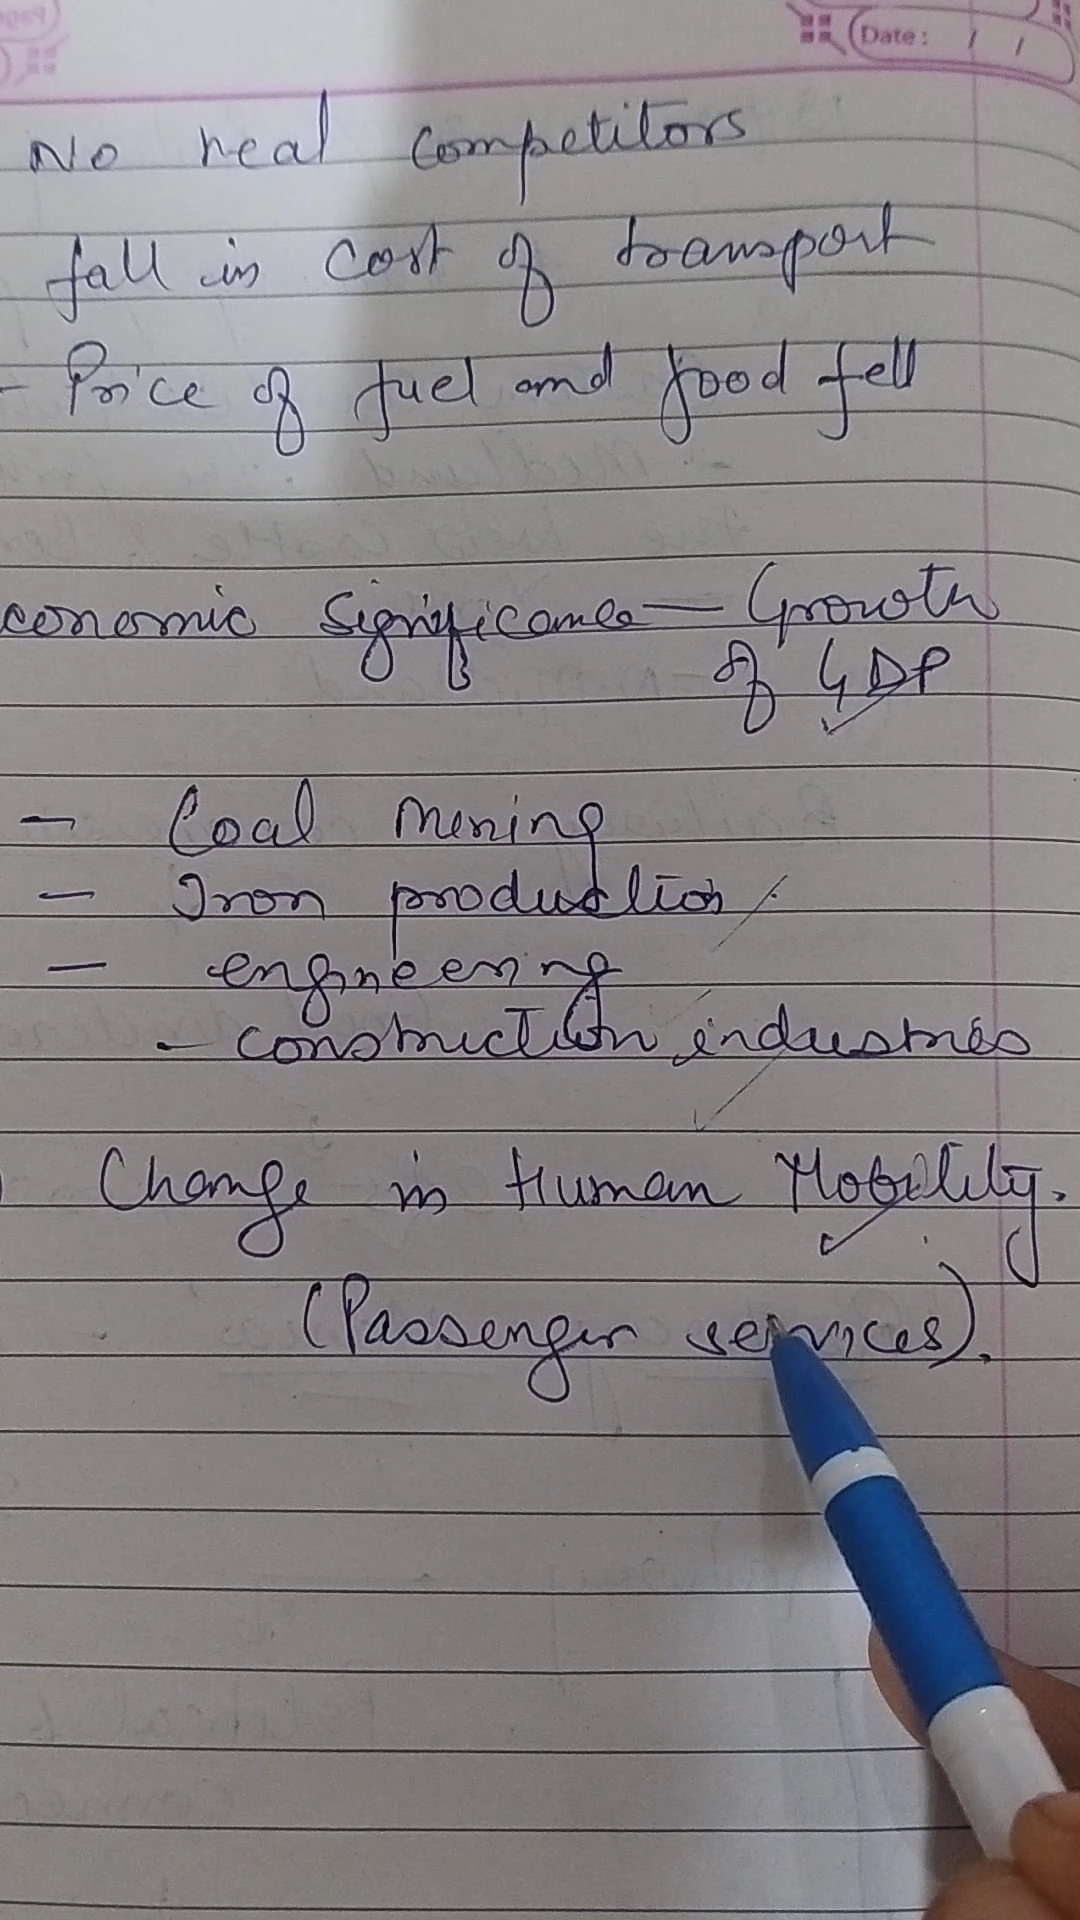 Date: / /
No real competitors
fall in cost of transport
- Price of fuel and food fell
conomic Significance — Growth
of GDP
- Coal mining
- Iron production
- engineering
- construction industries
Change in Human Mobility.
(Passenger services).